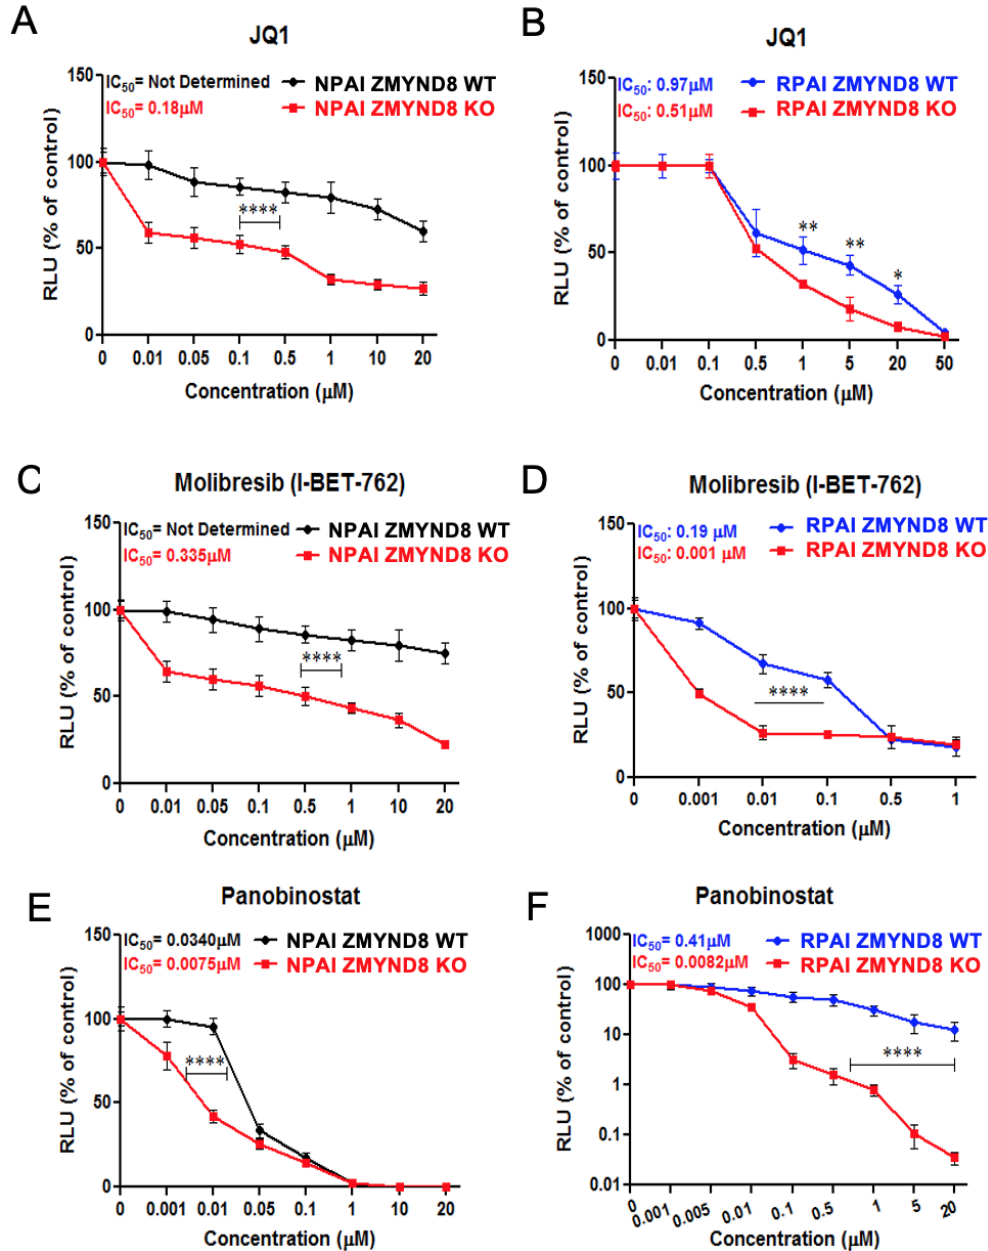 A
JQ1
IC50= Not Determined
IC50= 0.18μM
NPAI ZMYND8 WT
NPAI ZMYND8 KO
RLU (% of control)
150
100
50
0
****
0 0.01 0.05 0.1 0.5 1 10 20
Concentration (μM)
B
JQ1
IC50: 0.97μM
IC50: 0.51μM
RPAI ZMYND8 WT
RPAI ZMYND8 KO
RLU (% of control)
150
100
50
0
**
**
*
0 0.01 0.1 0.5 1 5 20 50
Concentration (μM)
C
Molibresib (I-BET-762)
IC50= Not Determined
IC50= 0.335μM
NPAI ZMYND8 WT
NPAI ZMYND8 KO
RLU (% of control)
150
100
50
0
****
0 0.01 0.05 0.1 0.5 1 10 20
Concentration (μM)
D
Molibresib (I-BET-762)
IC50: 0.19 μM
IC50: 0.001 μM
RPAI ZMYND8 WT
RPAI ZMYND8 KO
RLU (% of control)
150
100
50
0
****
0 0.001 0.01 0.1 0.5 1
Concentration (μM)
E
Panobinostat
IC50= 0.0340μM
IC50= 0.0075μM
NPAI ZMYND8 WT
NPAI ZMYND8 KO
RLU (% of control)
150
100
50
0
****
0 0.001 0.01 0.05 0.1 1 10 20
Concentration (μM)
F
Panobinostat
IC50= 0.41μM
IC50= 0.0082μM
RPAI ZMYND8 WT
RPAI ZMYND8 KO
RLU (% of control)
1000
100
10
1
0.1
0.01
****
0 0.001 0.005 0.01 0.1 0.5 1 5 20
Concentration (μM)